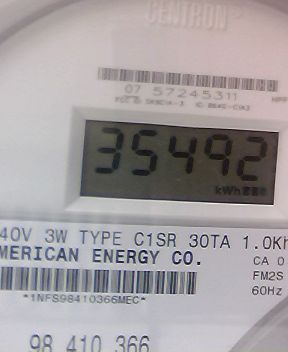 CENTRON
07 57245311
35492
kWh
40V 3W TYPE C1SR 30TA 1.0Kh
MERICAN ENERGY CO.
CA 0
FM2S
60Hz
*1NFS98410366MEC*
98 410 366